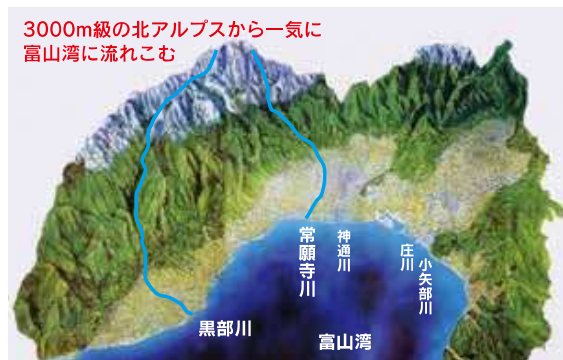 3000m級の北アルプスから一気に
富山湾に流れこむ
常願寺川
神通川
庄川
小矢部川
黒部川
富山湾